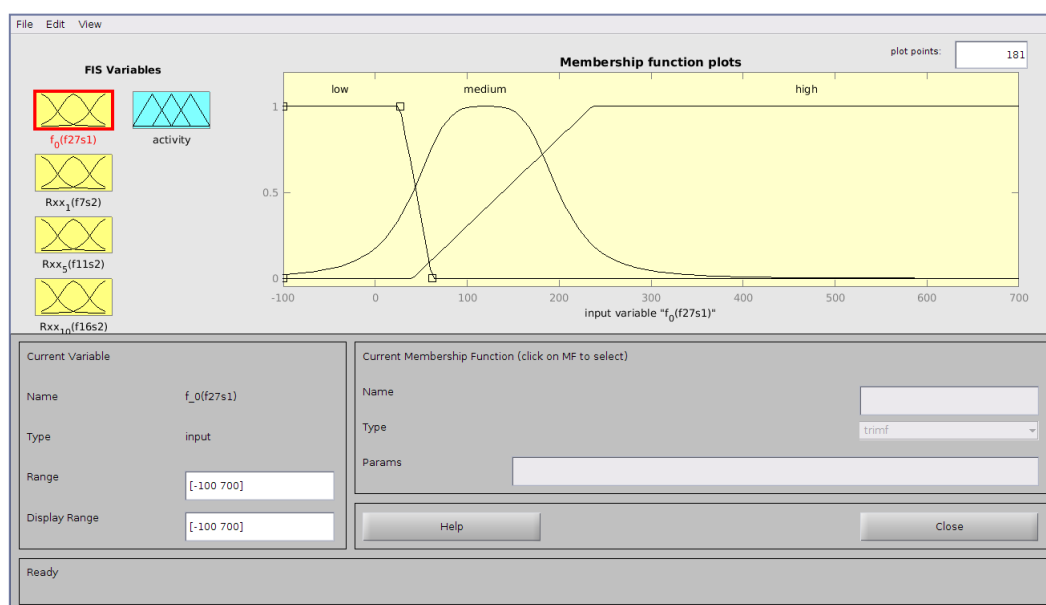 File Edit View
FIS Variables
f0(f27s1)
activity
Rxx1(f7s2)
Rxx5(f11s2)
Rxx10(f16s2)
Membership function plots
plot points: 181
low medium high
1
0.5
0
-100 0 100 200 300 400 500 600 700
input variable "f0(f27s1)"
Current Variable
Name f_0(f27s1)
Type input
Range [-100 700]
Display Range [-100 700]
Current Membership Function (click on MF to select)
Name
Type trimf
Params
Help Close
Ready